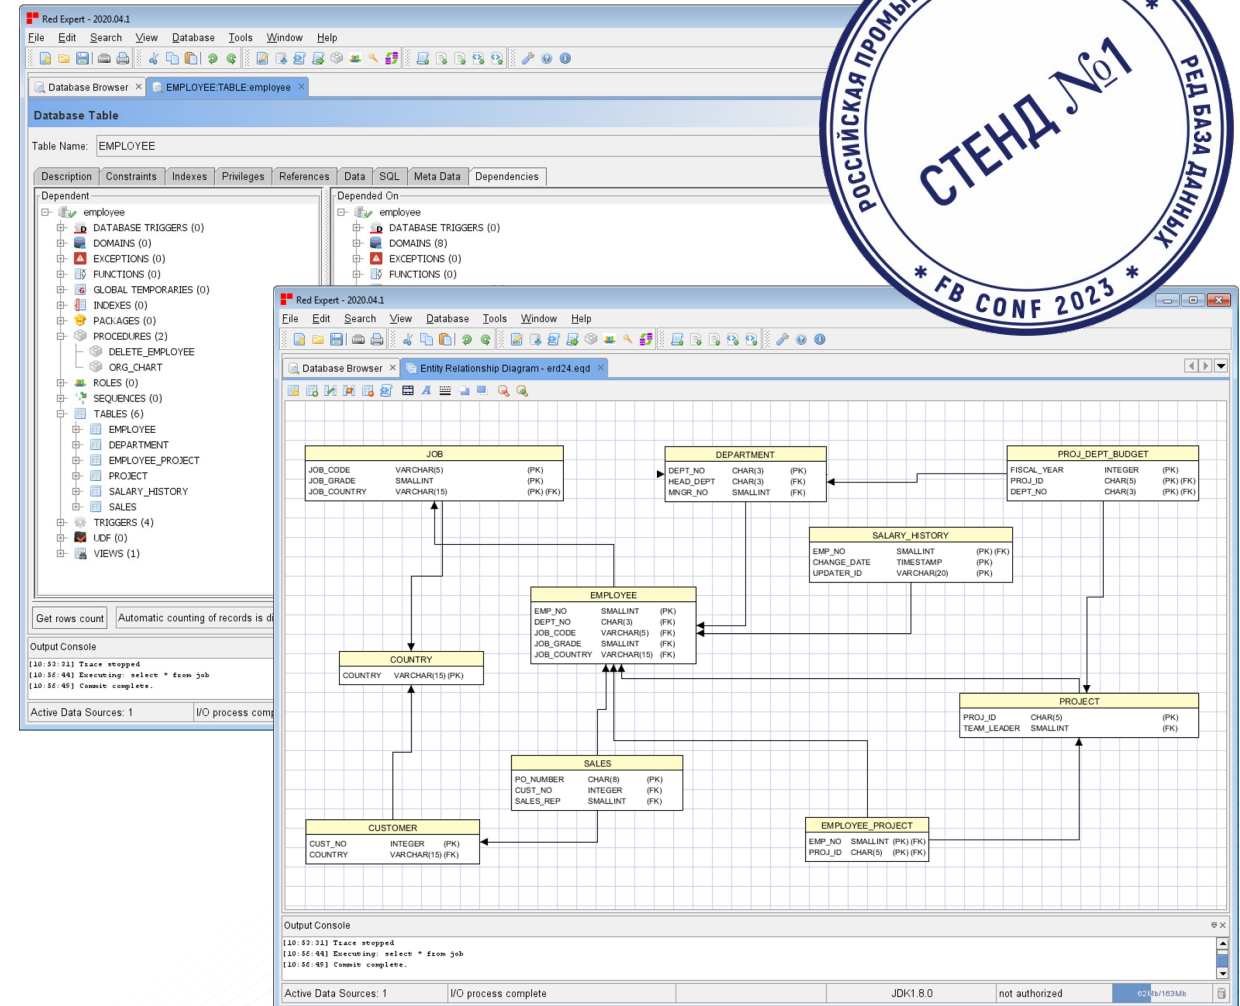 Red Expert - 2020.04.1
File Edit Search View Database Tools Window Help
Database Browser × EMPLOYEE:TABLE:employee ×
Database Table
Table Name: EMPLOYEE
Description Constraints Indexes Privileges References Data SQL Meta Data Dependencies
Dependent
employee
DATABASE TRIGGERS (0)
DOMAINS (0)
EXCEPTIONS (0)
FUNCTIONS (0)
GLOBAL TEMPORARIES (0)
INDEXES (0)
PACKAGES (0)
PROCEDURES (2)
DELETE_EMPLOYEE
ORG_CHART
ROLES (0)
SEQUENCES (0)
TABLES (6)
EMPLOYEE
DEPARTMENT
EMPLOYEE_PROJECT
PROJECT
SALARY_HISTORY
SALES
TRIGGERS (4)
UDF (0)
VIEWS (1)
Depended On
employee
DATABASE TRIGGERS (0)
DOMAINS (8)
EXCEPTIONS (0)
FUNCTIONS (0)
Get rows count Automatic counting of records is di
Output Console
[10:53:31] Trace stopped
[10:56:44] Executing: select * from job
[10:56:49] Commit complete.
Active Data Sources: 1 I/O process comp
РОССИЙСКАЯ
СТЕНД №1
РЕД БАЗА ДАННЫХ
* FB CONF 2023 *
Red Expert - 2020.04.1
File Edit Search View Database Tools Window Help
Database Browser × Entity Relationship Diagram - erd24.eqd ×
JOB
JOB_CODE VARCHAR(5) (PK)
JOB_GRADE SMALLINT (PK)
JOB_COUNTRY VARCHAR(15) (PK)(FK)
DEPARTMENT
DEPT_NO CHAR(3) (PK)
HEAD_DEPT CHAR(3) (FK)
MNGR_NO SMALLINT (FK)
PROJ_DEPT_BUDGET
FISCAL_YEAR INTEGER (PK)
PROJ_ID CHAR(5) (PK)(FK)
DEPT_NO CHAR(3) (PK)(FK)
SALARY_HISTORY
EMP_NO SMALLINT (PK)(FK)
CHANGE_DATE TIMESTAMP (PK)
UPDATER_ID VARCHAR(20) (PK)
EMPLOYEE
EMP_NO SMALLINT (PK)
DEPT_NO CHAR(3) (FK)
JOB_CODE VARCHAR(5) (FK)
JOB_GRADE SMALLINT (FK)
JOB_COUNTRY VARCHAR(15) (FK)
COUNTRY
COUNTRY VARCHAR(15) (PK)
PROJECT
PROJ_ID CHAR(5) (PK)
TEAM_LEADER SMALLINT (FK)
SALES
PO_NUMBER CHAR(8) (PK)
CUST_NO INTEGER (FK)
SALES_REP SMALLINT (FK)
CUSTOMER
CUST_NO INTEGER (PK)
COUNTRY VARCHAR(15) (FK)
EMPLOYEE_PROJECT
EMP_NO SMALLINT (PK)(FK)
PROJ_ID CHAR(5) (PK)(FK)
Output Console
[10:53:31] Trace stopped
[10:56:44] Executing: select * from job
[10:56:49] Commit complete.
Active Data Sources: 1 I/O process complete JDK1.8.0 not authorized 62Mb/163Mb